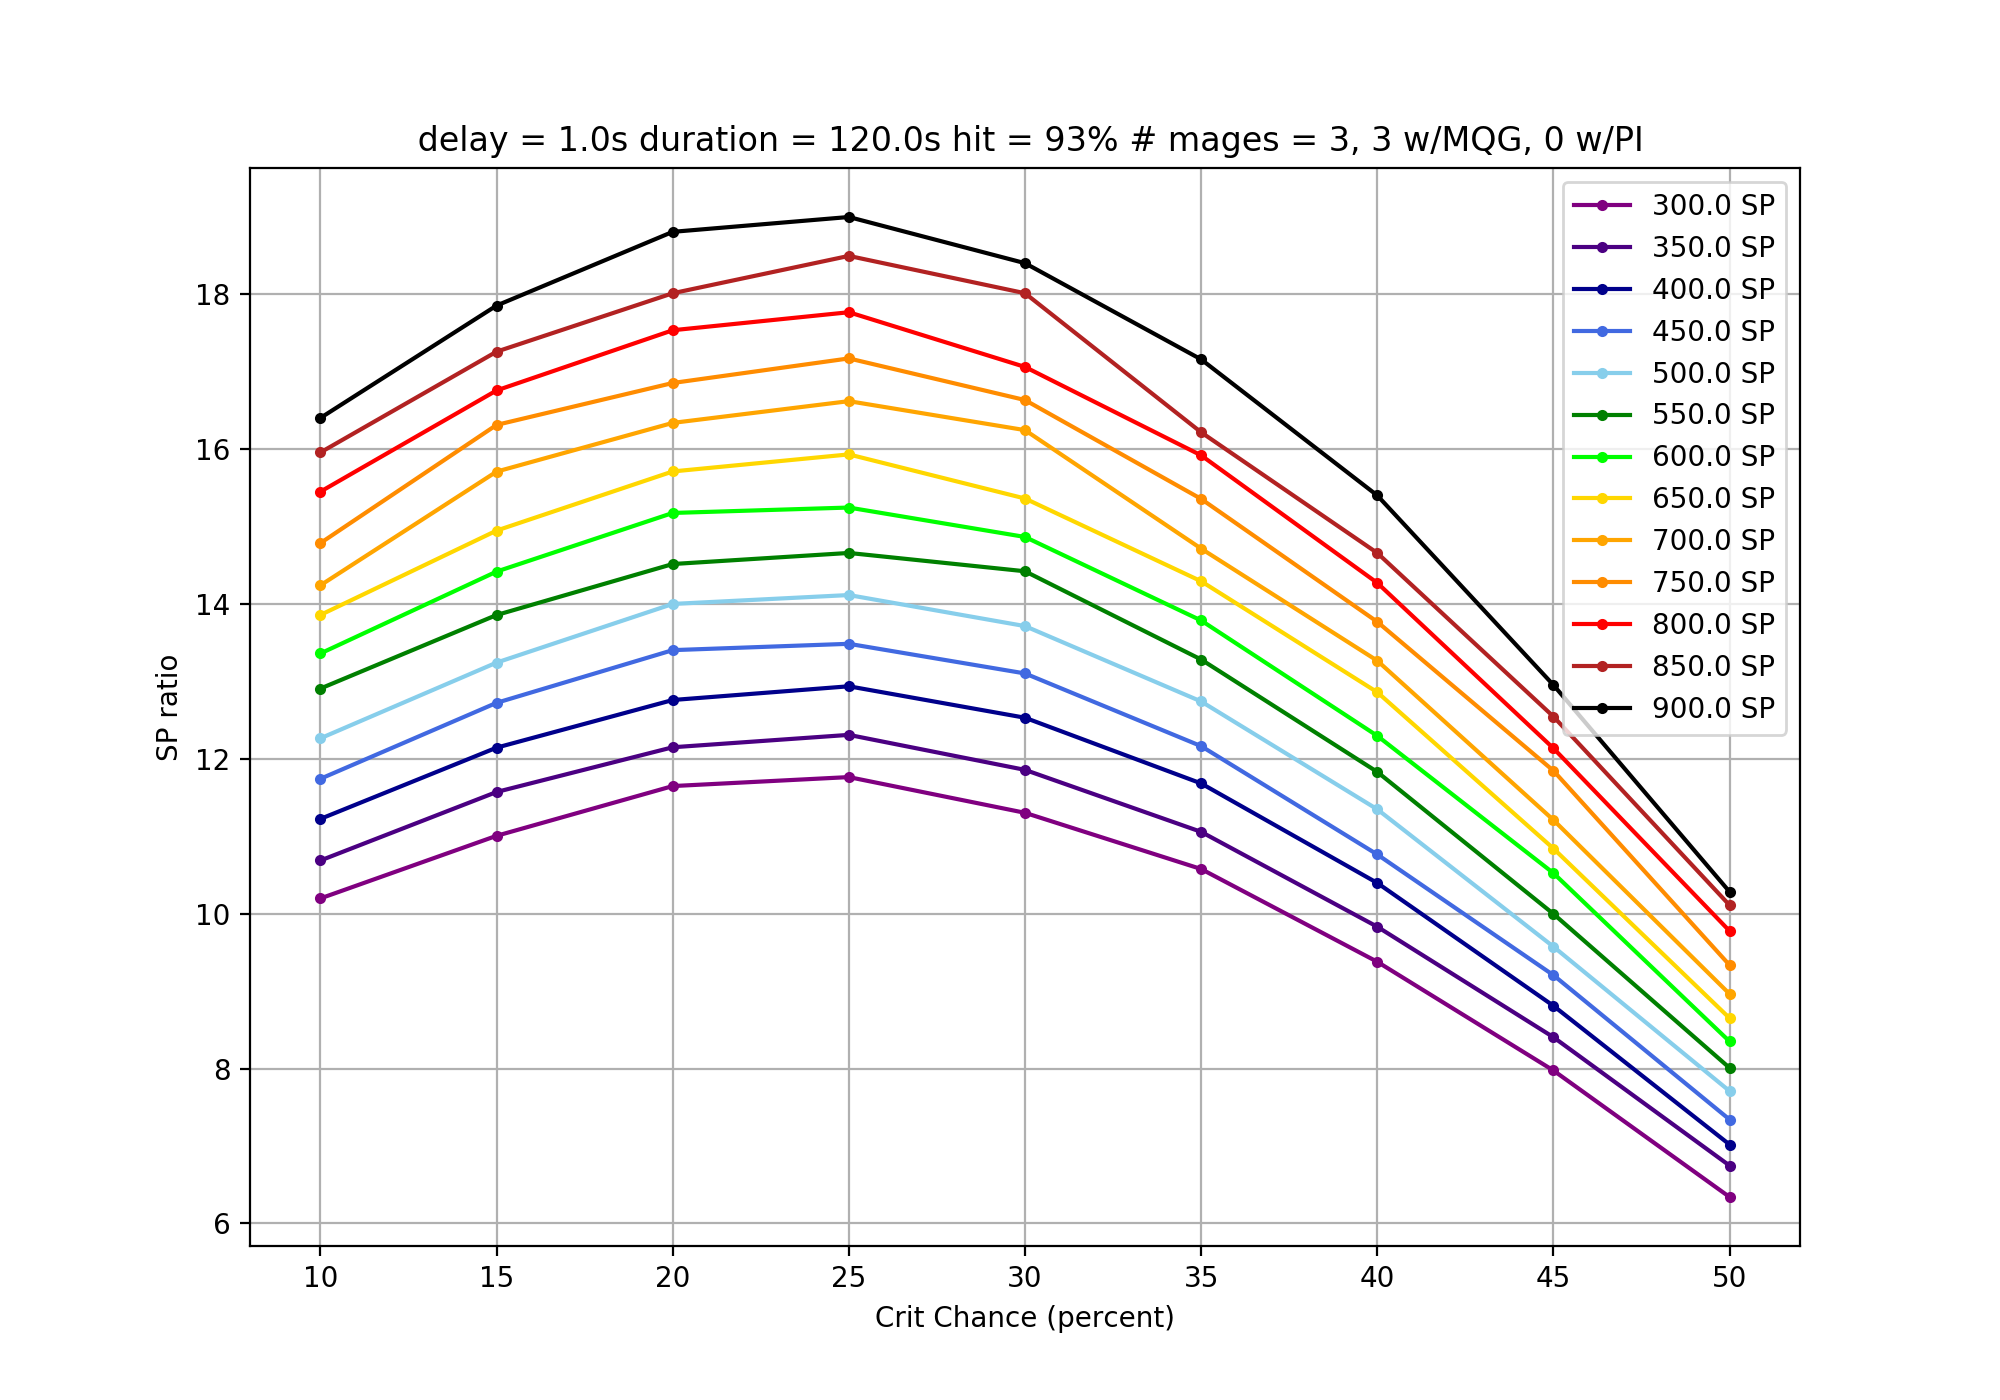 delay = 1.0s duration = 120.0s hit = 93% # mages = 3, 3 w/MQG, 0 w/PI
300.0 SP
350.0 SP
400.0 SP
450.0 SP
500.0 SP
550.0 SP
600.0 SP
650.0 SP
700.0 SP
750.0 SP
800.0 SP
850.0 SP
900.0 SP
SP ratio
18
16
14
12
10
8
6
10 15 20 25 30 35 40 45 50
Crit Chance (percent)